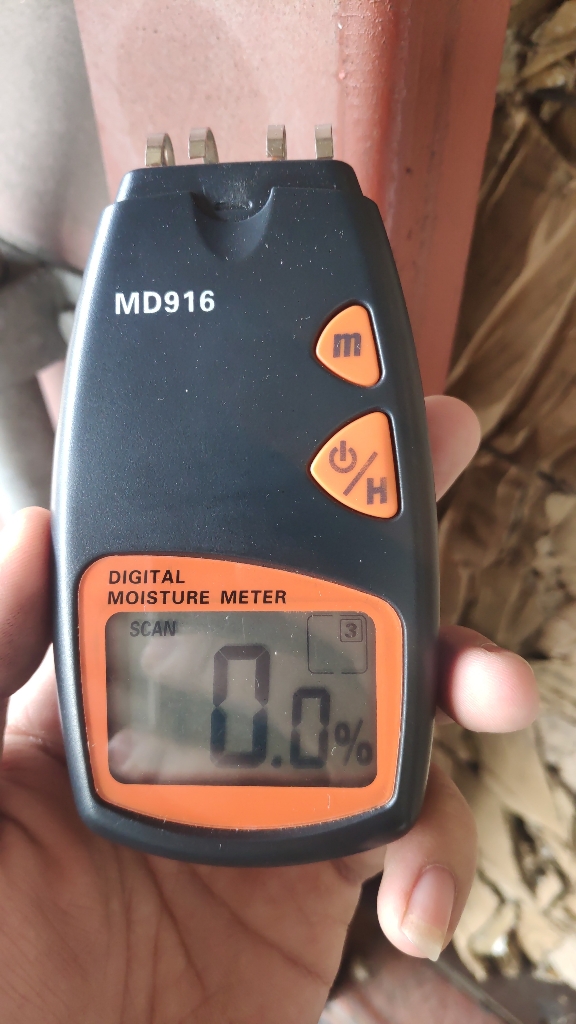 MD916
m
/H
DIGITAL
MOISTURE METER
SCAN
3
0.0%